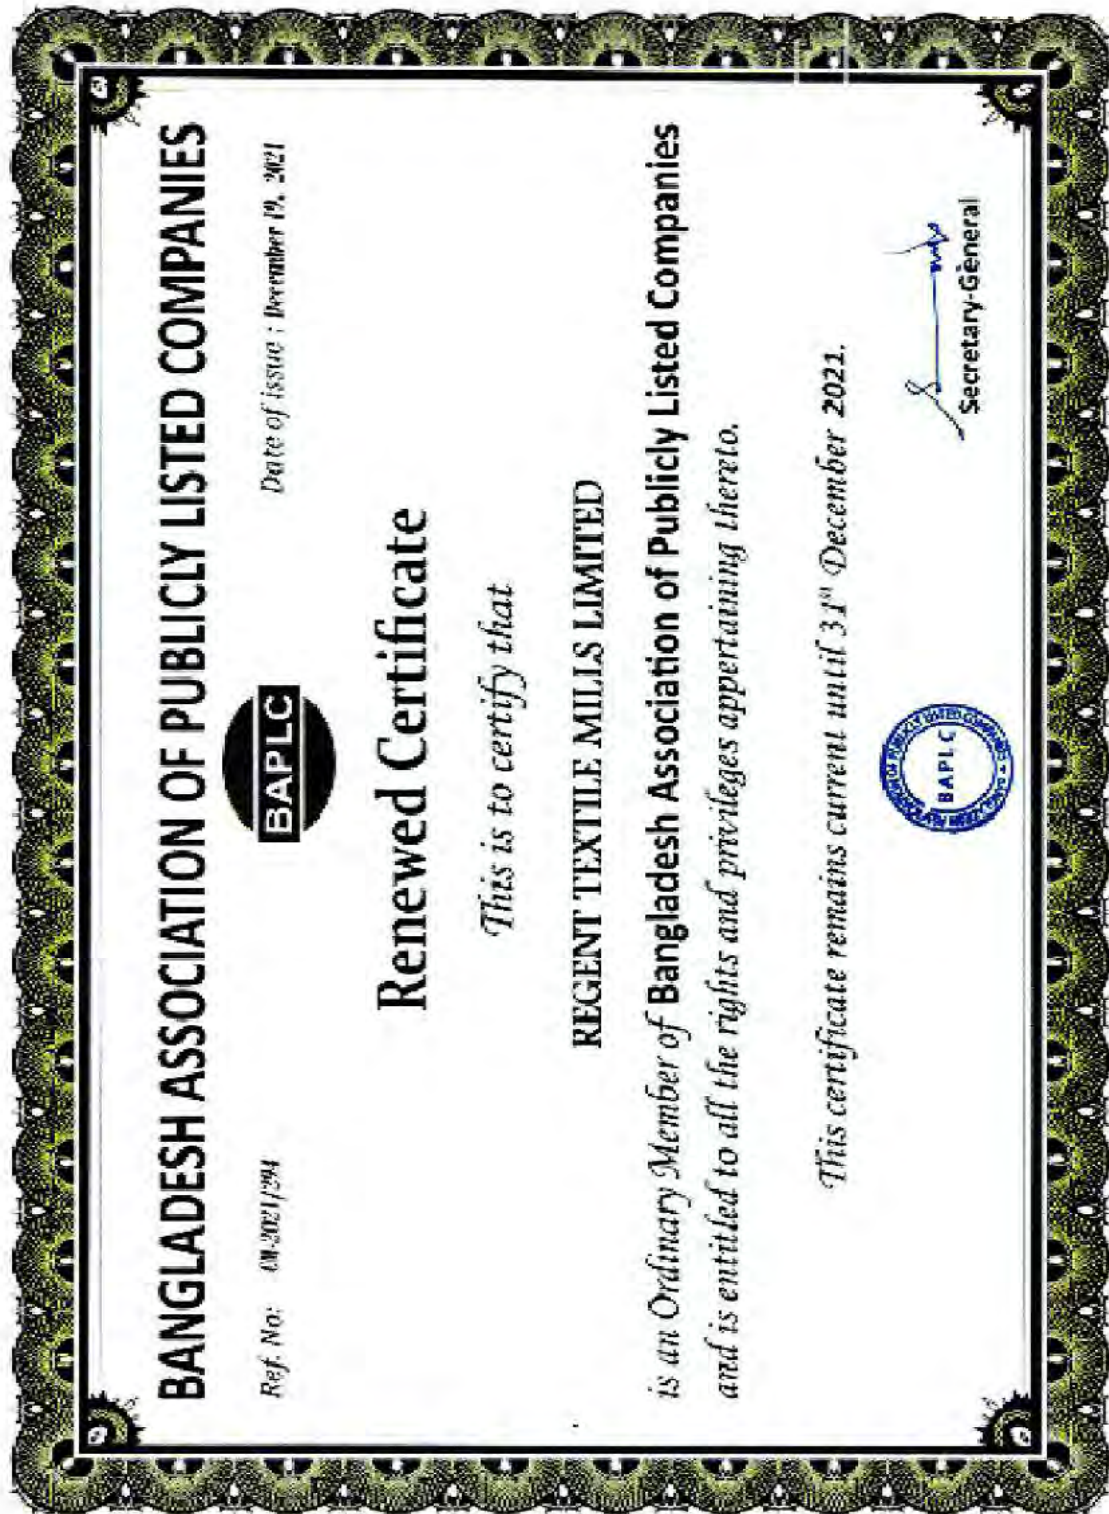 BANGLADESH ASSOCIATION OF PUBLICLY LISTED COMPANIES
Ref. No: OM-2021/294
BAPLC
Date of issue : December 19, 2021
Renewed Certificate
This is to certify that
REGENT TEXTILE MILLS LIMITED
is an Ordinary Member of Bangladesh Association of Publicly Listed Companies
and is entitled to all the rights and privileges appertaining thereto.
This certificate remains current until 31st December 2021.
BAPLC
Secretary-General